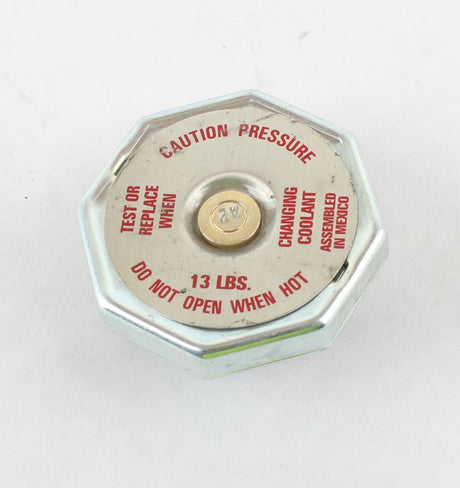 CAUTION PRESSURE
TEST OR
REPLACE
WHEN
CHANGING
COOLANT
ASSEMBLED
IN MEXICO
13 LBS.
DO NOT OPEN WHEN HOT